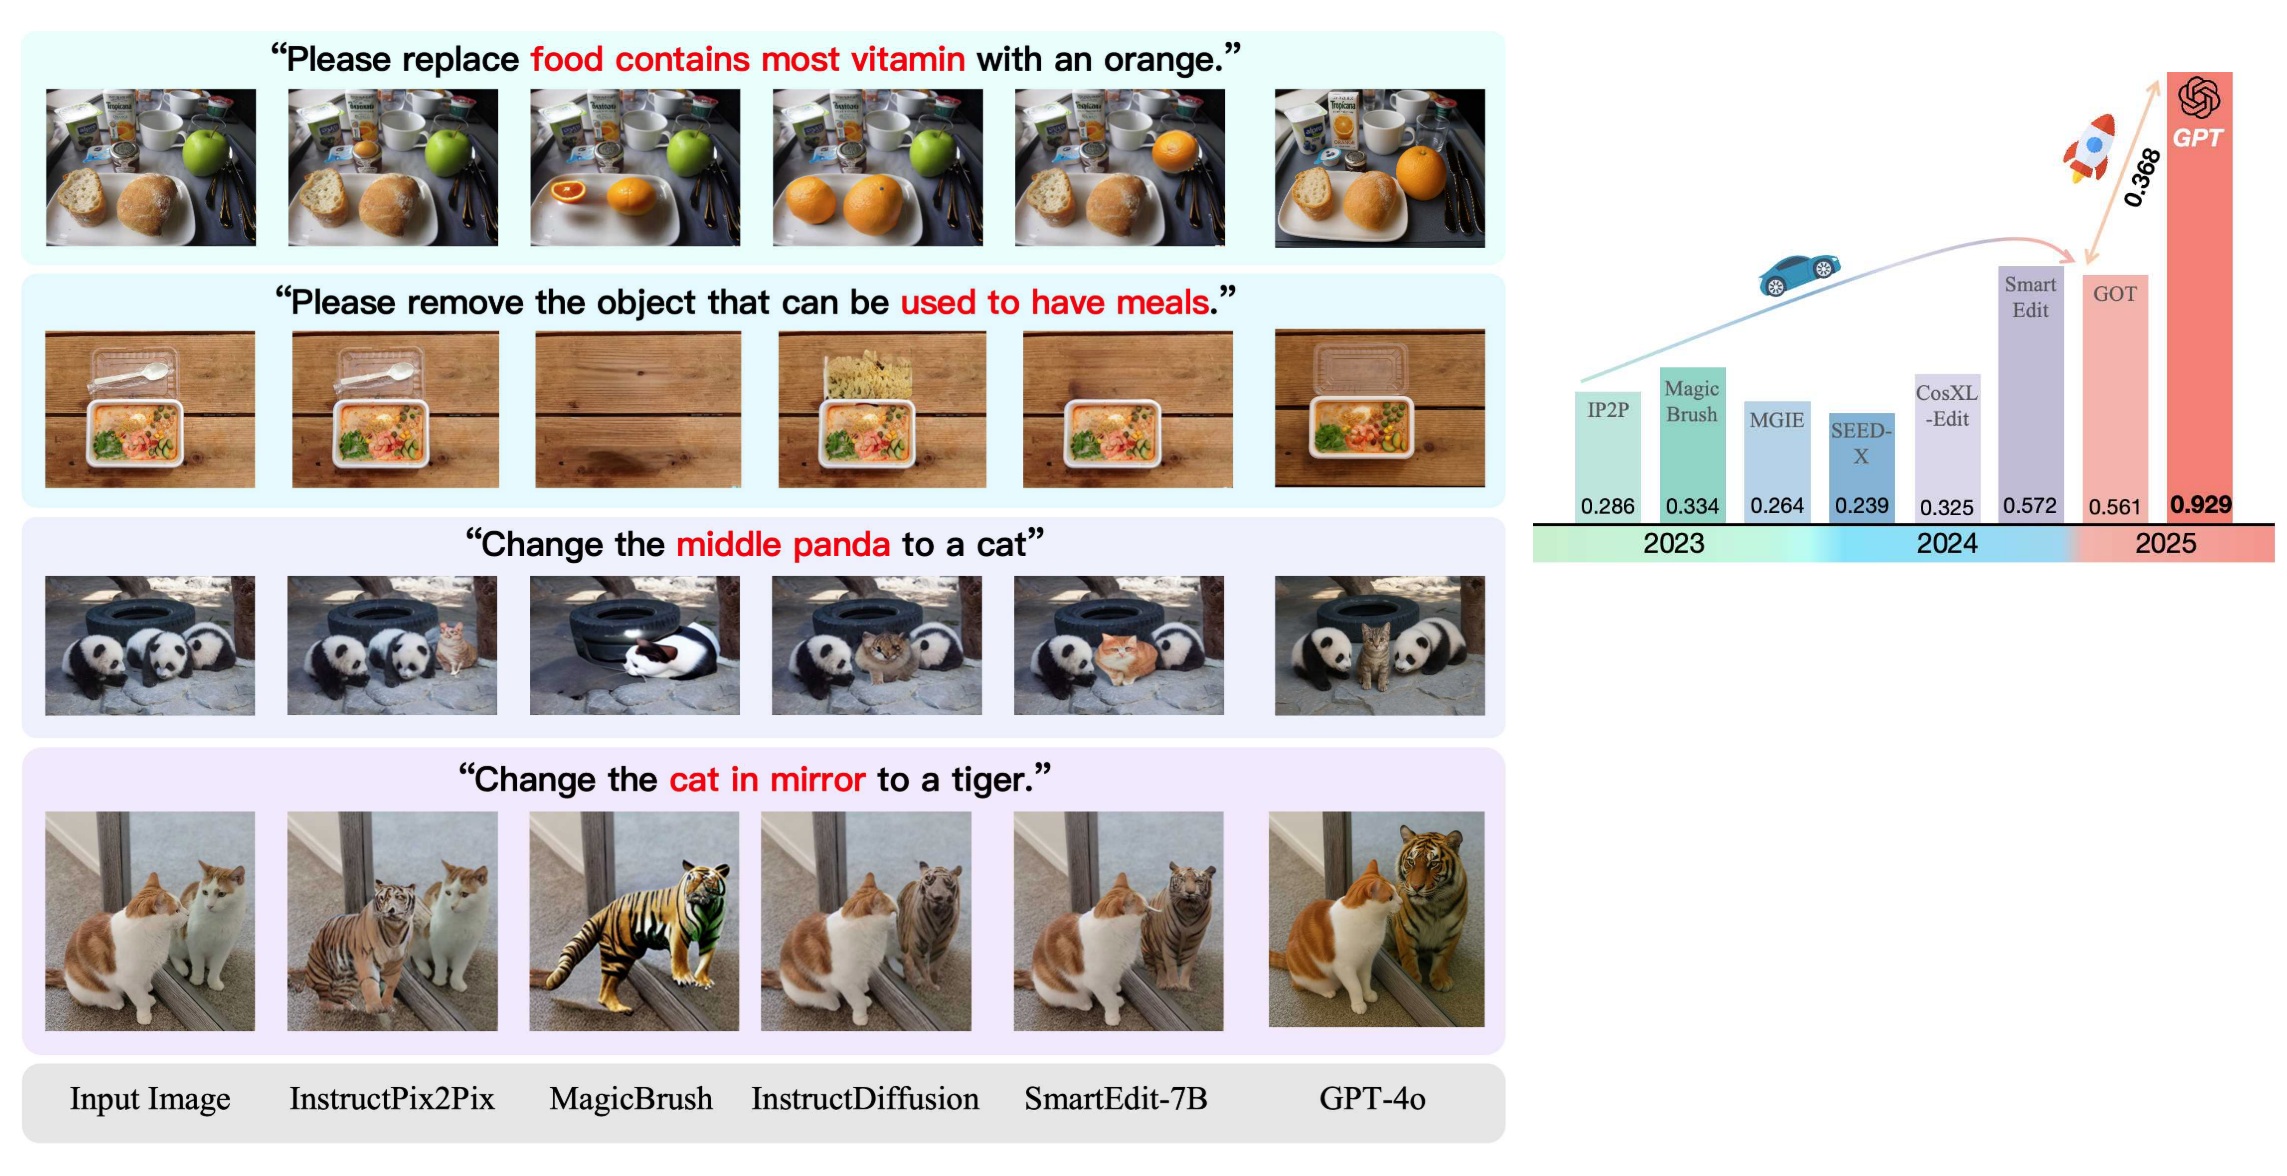 “Please replace food contains most vitamin with an orange.”
Tropicana
Tropicana
“Please remove the object that can be used to have meals.”
“Change the middle panda to a cat”
“Change the cat in mirror to a tiger.”
Input Image InstructPix2Pix MagicBrush InstructDiffusion SmartEdit-7B GPT-4o
GPT
0.368
Smart
Edit
GOT
IP2P
Magic
Brush
MGIE
SEED-
X
CosXL
-Edit
0.286 0.334 0.264 0.239 0.325 0.572 0.561 0.929
2023 2024 2025